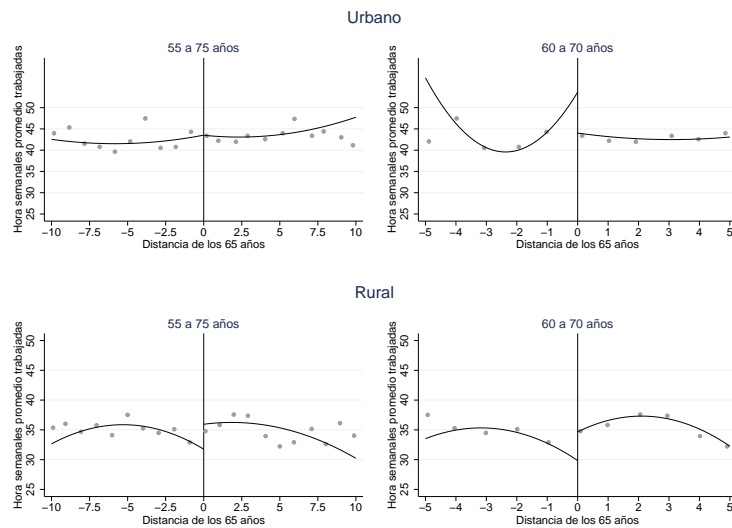 Urbano
55 a 75 años
60 a 70 años
Hora semanales promedio trabajadas
50
45
40
35
30
25
−10 −7.5 −5 −2.5 0 2.5 5 7.5 10
Distancia de los 65 años
Hora semanales promedio trabajadas
50
45
40
35
30
25
−5 −4 −3 −2 −1 0 1 2 3 4 5
Distancia de los 65 años
Rural
55 a 75 años
60 a 70 años
Hora semanales promedio trabajadas
50
45
40
35
30
25
−10 −7.5 −5 −2.5 0 2.5 5 7.5 10
Distancia de los 65 años
Hora semanales promedio trabajadas
50
45
40
35
30
25
−5 −4 −3 −2 −1 0 1 2 3 4 5
Distancia de los 65 años